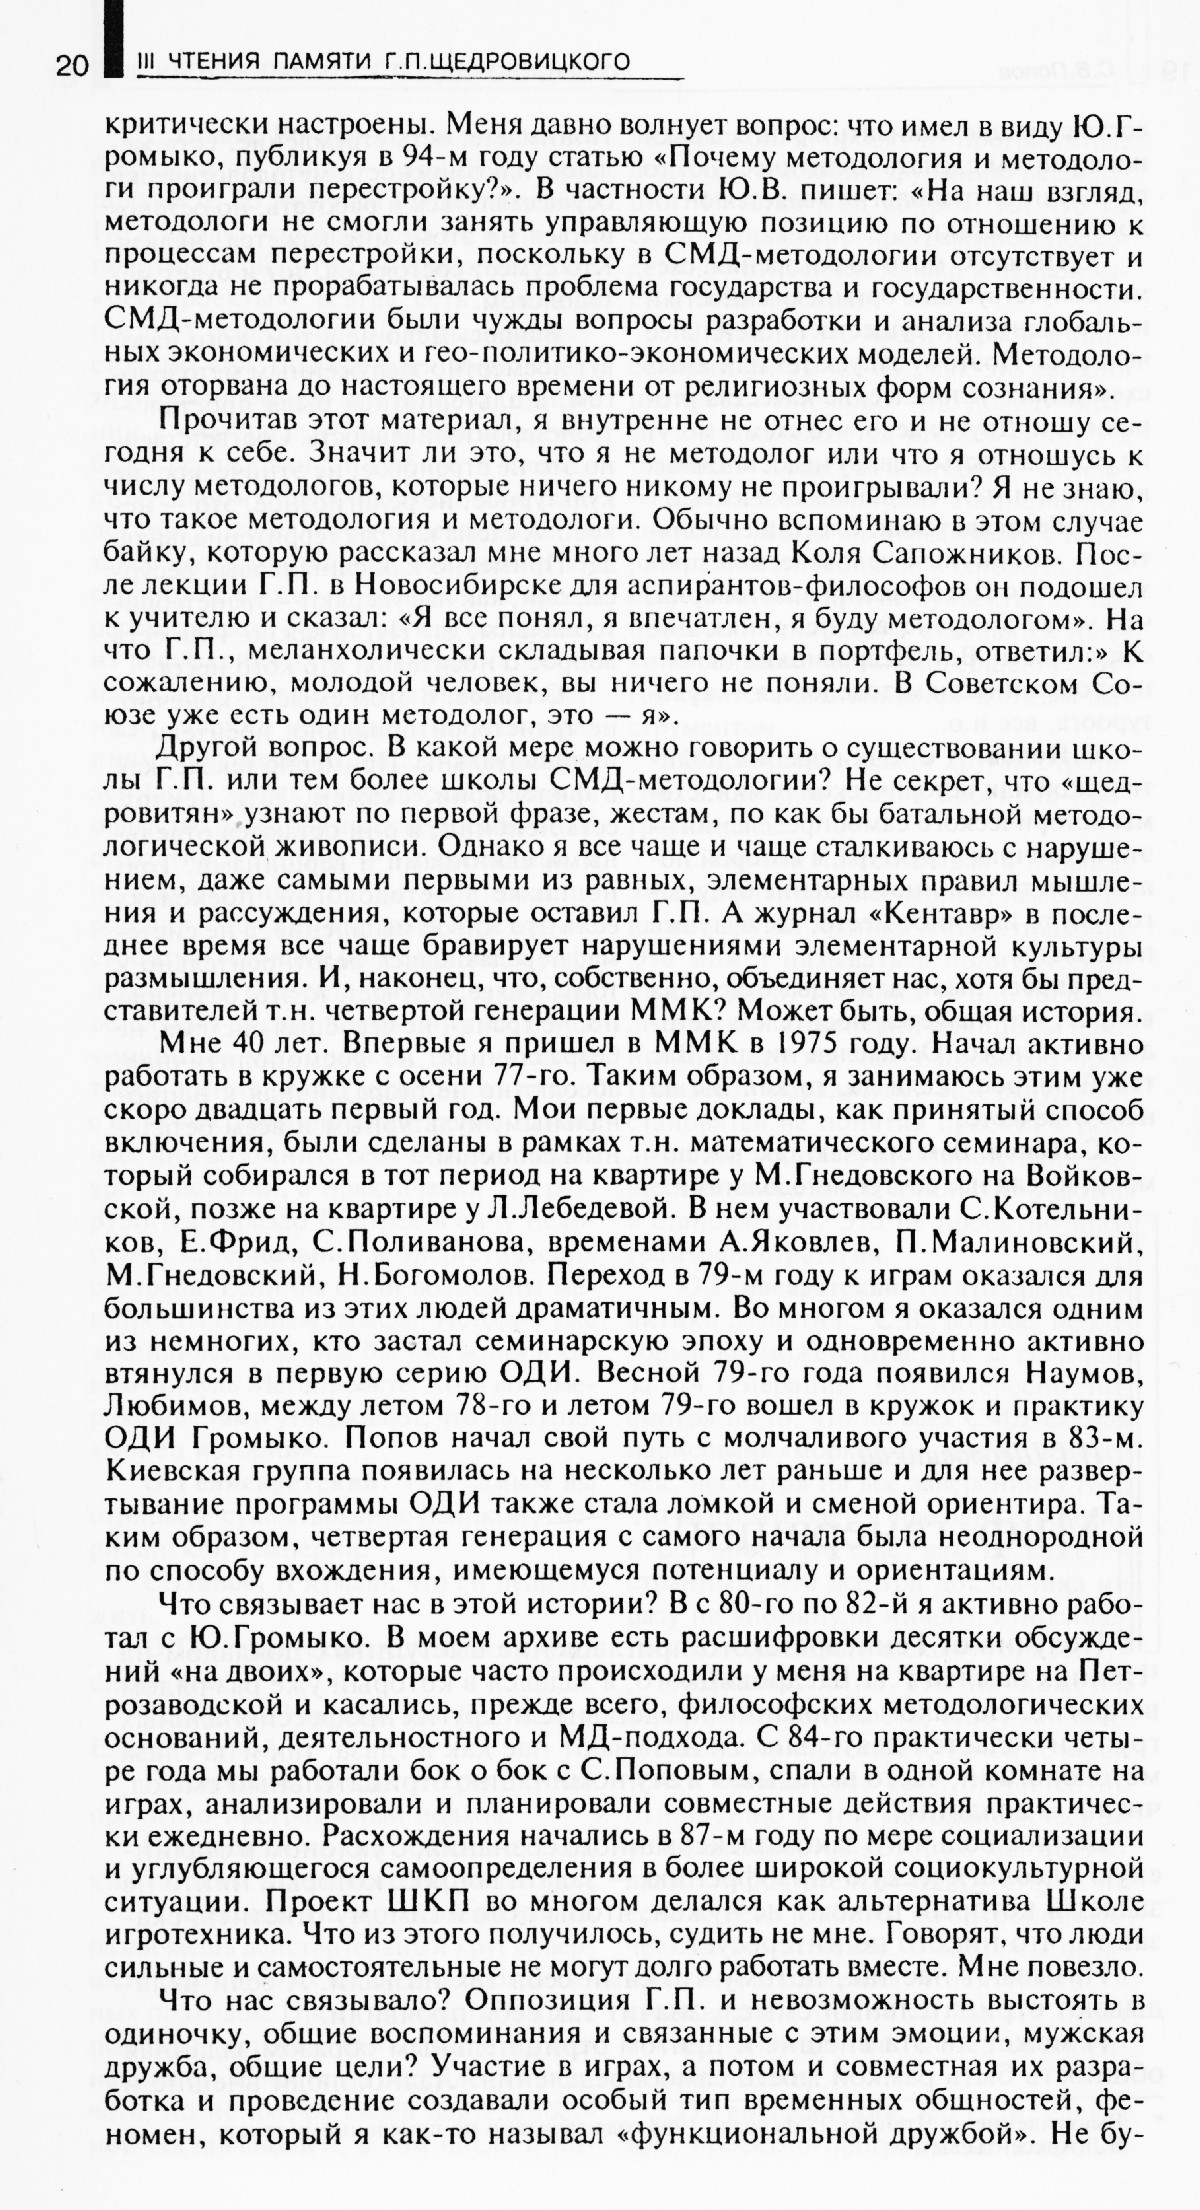 20
III ЧТЕНИЯ ПАМЯТИ Г.П.ЩЕДРОВИЦКОГО
критически настроены. Меня давно волнует вопрос: что имел в виду Ю.Г-
ромыко, публикуя в 94-м году статью «Почему методология и методоло-
ги проиграли перестройку?». В частности Ю.В. пишет: «На наш взгляд,
методологи не смогли занять управляющую позицию по отношению к
процессам перестройки, поскольку в СМД-методологии отсутствует и
никогда не прорабатывалась проблема государства и государственности.
СМД-методологии были чужды вопросы разработки и анализа глобаль-
ных экономических и гео-политико-экономических моделей. Методоло-
гия оторвана до настоящего времени от религиозных форм сознания».
Прочитав этот материал, я внутренне не отнес его и не отношу се-
годня к себе. Значит ли это, что я не методолог или что я отношусь к
числу методологов, которые ничего никому не проигрывали? Я не знаю,
что такое методология и методологи. Обычно вспоминаю в этом случае
байку, которую рассказал мне много лет назад Коля Сапожников. Пос-
ле лекции Г.П. в Новосибирске для аспирантов-философов он подошел
к учителю и сказал: «Я все понял, я впечатлен, я буду методологом». На
что Г.П., меланхолически складывая папочки в портфель, ответил:» К
сожалению, молодой человек, вы ничего не поняли. В Советском Со-
юзе уже есть один методолог, это — я».
Другой вопрос. В какой мере можно говорить о существовании шко-
лы Г.П. или тем более школы СМД-методологии? Не секрет, что «щед-
ровитян» узнают по первой фразе, жестам, по как бы батальной методо-
логической живописи. Однако я все чаще и чаще сталкиваюсь с наруше-
нием, даже самыми первыми из равных, элементарных правил мышле-
ния и рассуждения, которые оставил Г.П. А журнал «Кентавр» в после-
днее время все чаще бравирует нарушениями элементарной культуры
размышления. И, наконец, что, собственно, объединяет нас, хотя бы пред-
ставителей т.н. четвертой генерации ММК? Может быть, общая история.
Мне 40 лет. Впервые я пришел в ММК в 1975 году. Начал активно
работать в кружке с осени 77-го. Таким образом, я занимаюсь этим уже
скоро двадцать первый год. Мои первые доклады, как принятый способ
включения, были сделаны в рамках т.н. математического семинара, ко-
торый собирался в тот период на квартире у М.Гнедовского на Войков-
ской, позже на квартире у Л.Лебедевой. В нем участвовали С.Котельни-
ков, Е.Фрид, С.Поливанова, временами А.Яковлев, П.Малиновский,
М.Гнедовский, Н.Богомолов. Переход в 79-м году к играм оказался для
большинства из этих людей драматичным. Во многом я оказался одним
из немногих, кто застал семинарскую эпоху и одновременно активно
втянулся в первую серию ОДИ. Весной 79-го года появился Наумов,
Любимов, между летом 78-го и летом 79-го вошел в кружок и практику
ОДИ Громыко. Попов начал свой путь с молчаливого участия в 83-м.
Киевская группа появилась на несколько лет раньше и для нее развер-
тывание программы ОДИ также стала ломкой и сменой ориентира. Та-
ким образом, четвертая генерация с самого начала была неоднородной
по способу вхождения, имеющемуся потенциалу и ориентациям.
Что связывает нас в этой истории? В с 80-го по 82-й я активно рабо-
тал с Ю.Громыко. В моем архиве есть расшифровки десятки обсужде-
ний «на двоих», которые часто происходили у меня на квартире на Пет-
розаводской и касались, прежде всего, философских методологических
оснований, деятельностного и МД-подхода. С 84-го практически четы-
ре года мы работали бок о бок с С.Поповым, спали в одной комнате на
играх, анализировали и планировали совместные действия практичес-
ки ежедневно. Расхождения начались в 87-м году по мере социализации
и углубляющегося самоопределения в более широкой социокультурной
ситуации. Проект ШКП во многом делался как альтернатива Школе
игротехника. Что из этого получилось, судить не мне. Говорят, что люди
сильные и самостоятельные не могут долго работать вместе. Мне повезло.
Что нас связывало? Оппозиция Г.П. и невозможность выстоять в
одиночку, общие воспоминания и связанные с этим эмоции, мужская
дружба, общие цели? Участие в играх, а потом и совместная их разра-
ботка и проведение создавали особый тип временных общностей, фе-
номен, который я как-то называл «функциональной дружбой». Не бу-